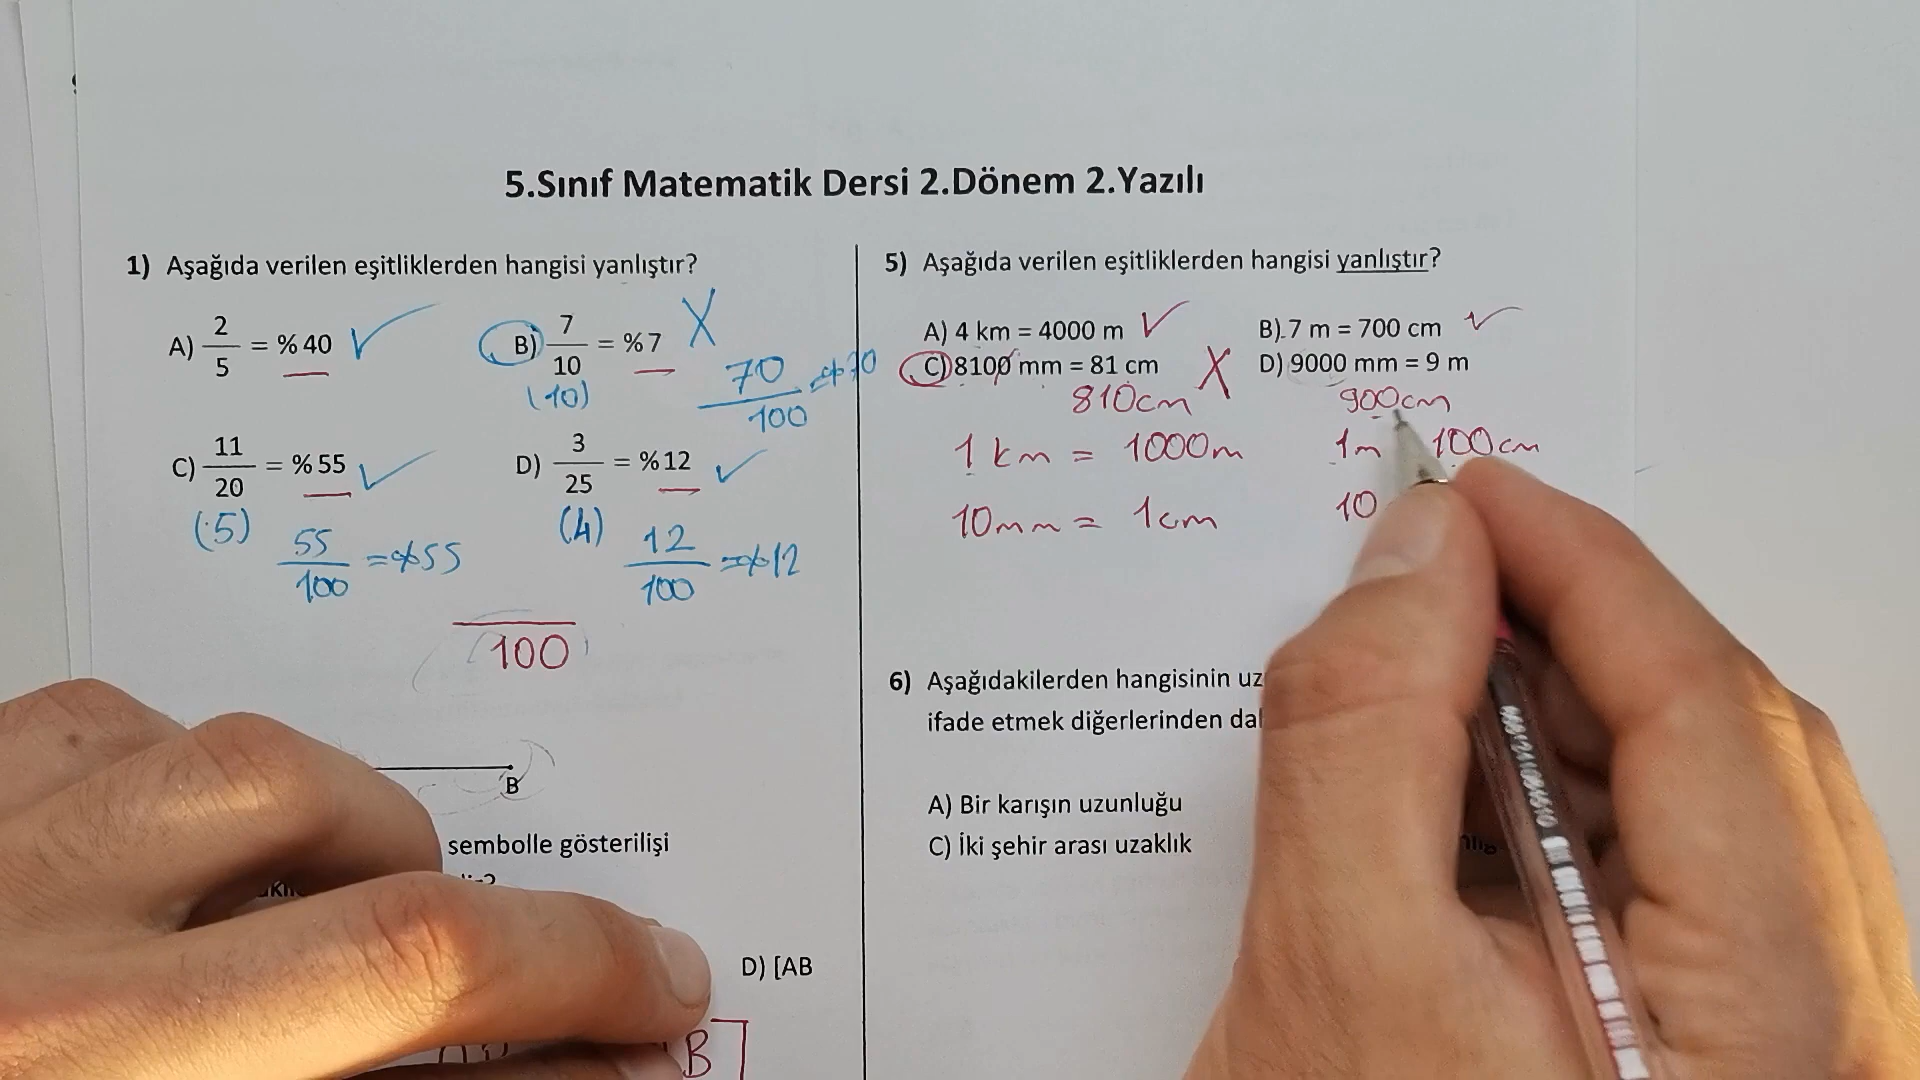 5.Sınıf Matematik Dersi 2.Dönem 2.Yazılı
1) Aşağıda verilen eşitliklerden hangisi yanlıştır?
A) 2/5 = %40
B) 7/10 = %7
(10)
70/100 = %70
C) 11/20 = %55
(5)
55/100 = %55
D) 3/25 = %12
(4)
12/100 = %12
100
B
sembolle gösterilişi
D) [AB
B]
5) Aşağıda verilen eşitliklerden hangisi yanlıştır?
A) 4 km = 4000 m
B) 7 m = 700 cm
C) 8100 mm = 81 cm
D) 9000 mm = 9 m
810cm
900cm
1 km = 1000m
1m 100cm
10mm = 1cm
10
6) Aşağıdakilerden hangisinin
ifade etmek diğerlerinden
A) Bir karışın uzunluğu
C) İki şehir arası uzaklık